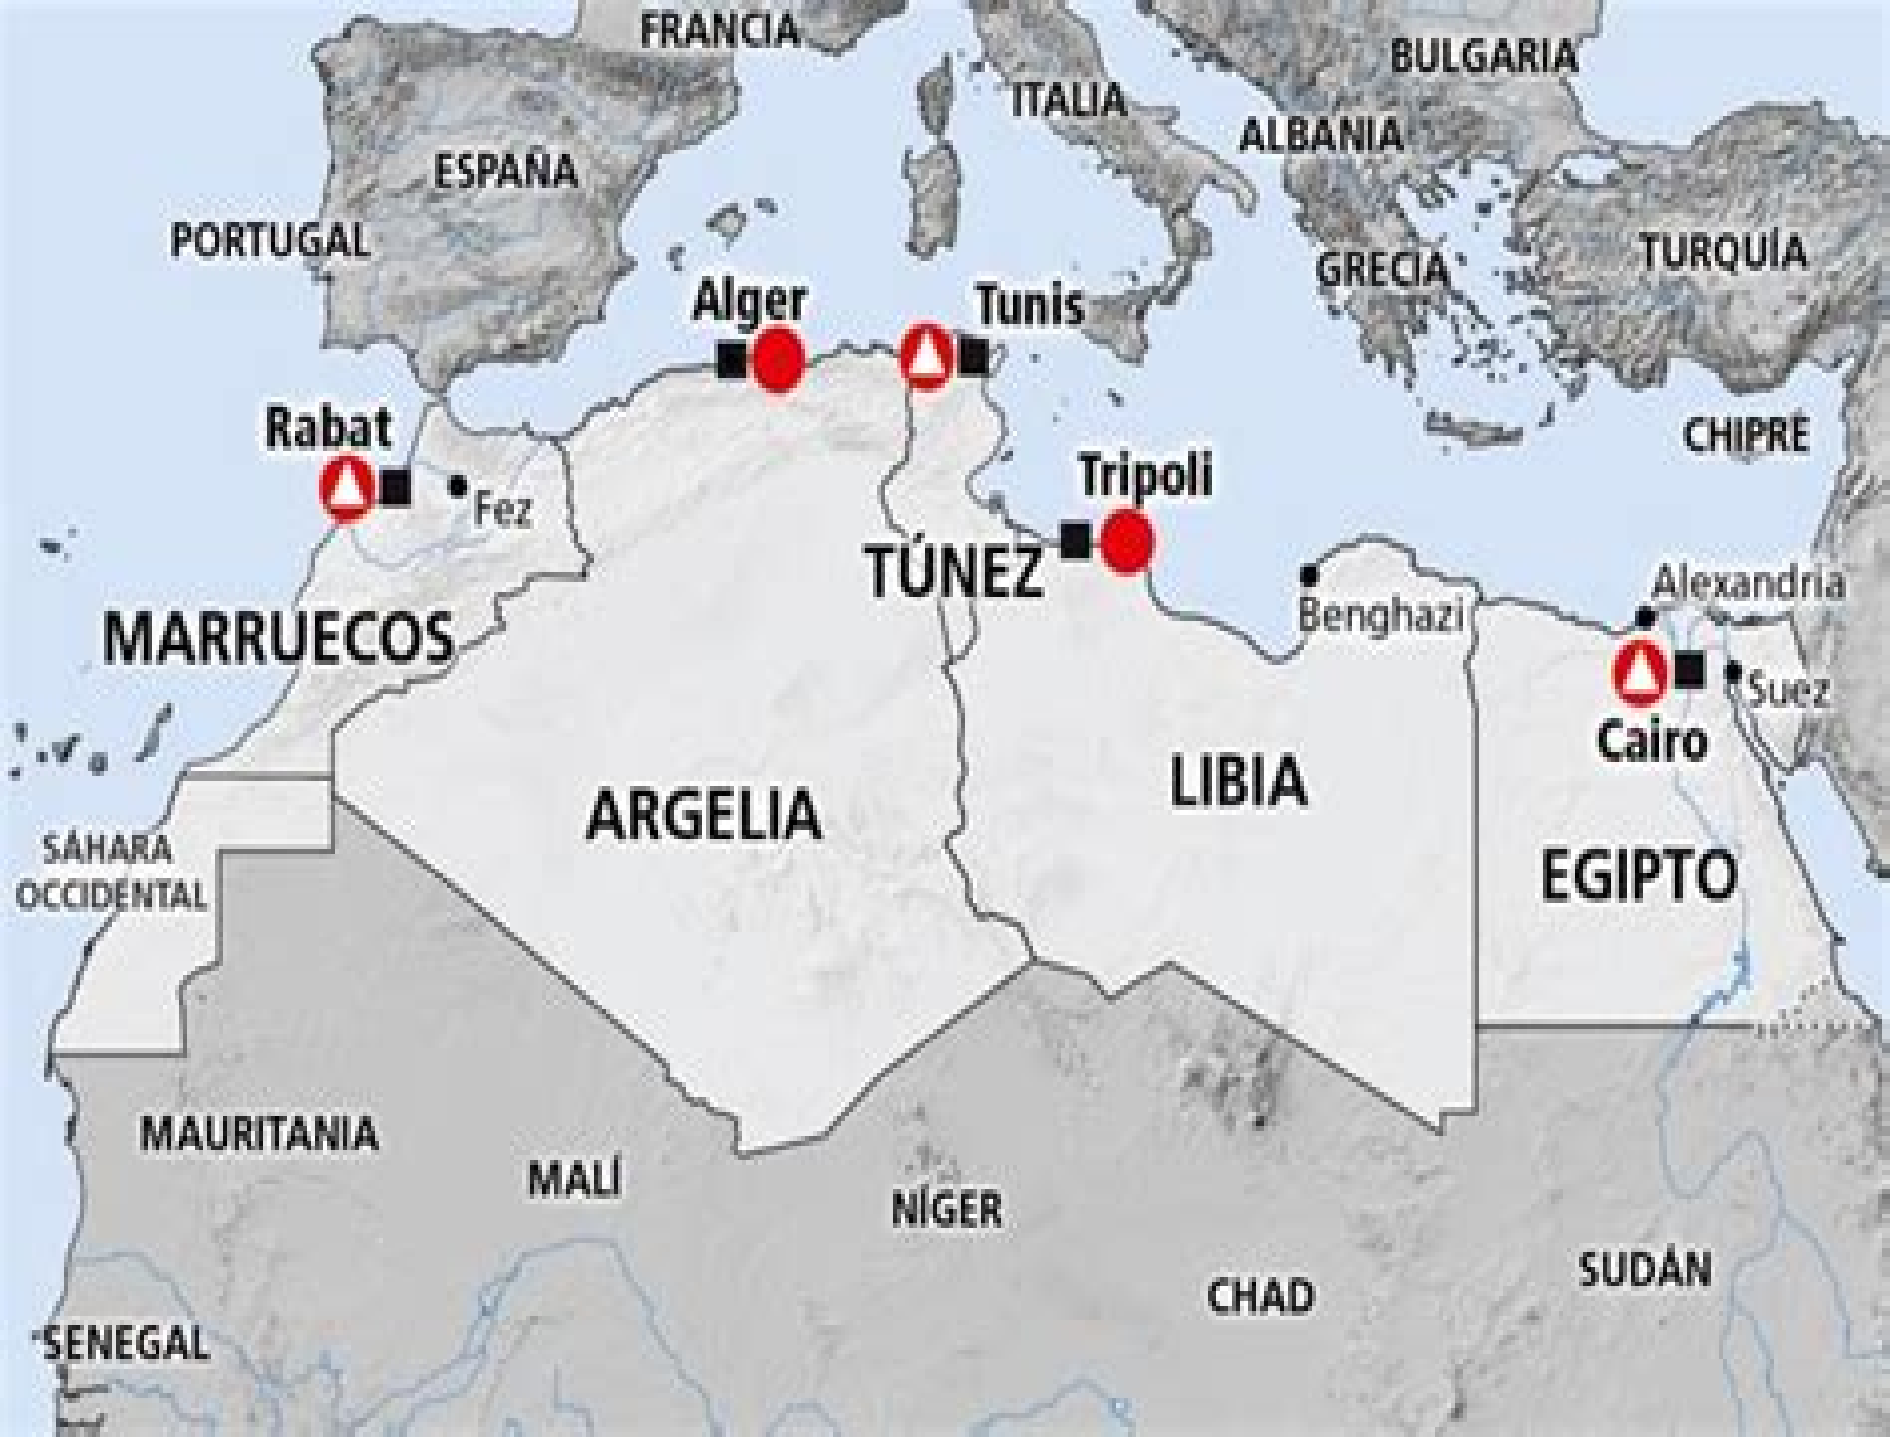 FRANCIA
BULGARIA
ITALIA
ALBANIA
ESPAÑA
PORTUGAL
GRECIA
TURQUÍA
Alger
Tunis
Rabat
CHIPRE
Tripoli
Fez
TÚNEZ
Alexandria
Benghazi
MARRUECOS
Suez
Cairo
LIBIA
ARGELIA
SÁHARA
OCCIDENTAL
EGIPTO
MAURITANIA
MALÍ
NÍGER
SUDÁN
CHAD
SENEGAL